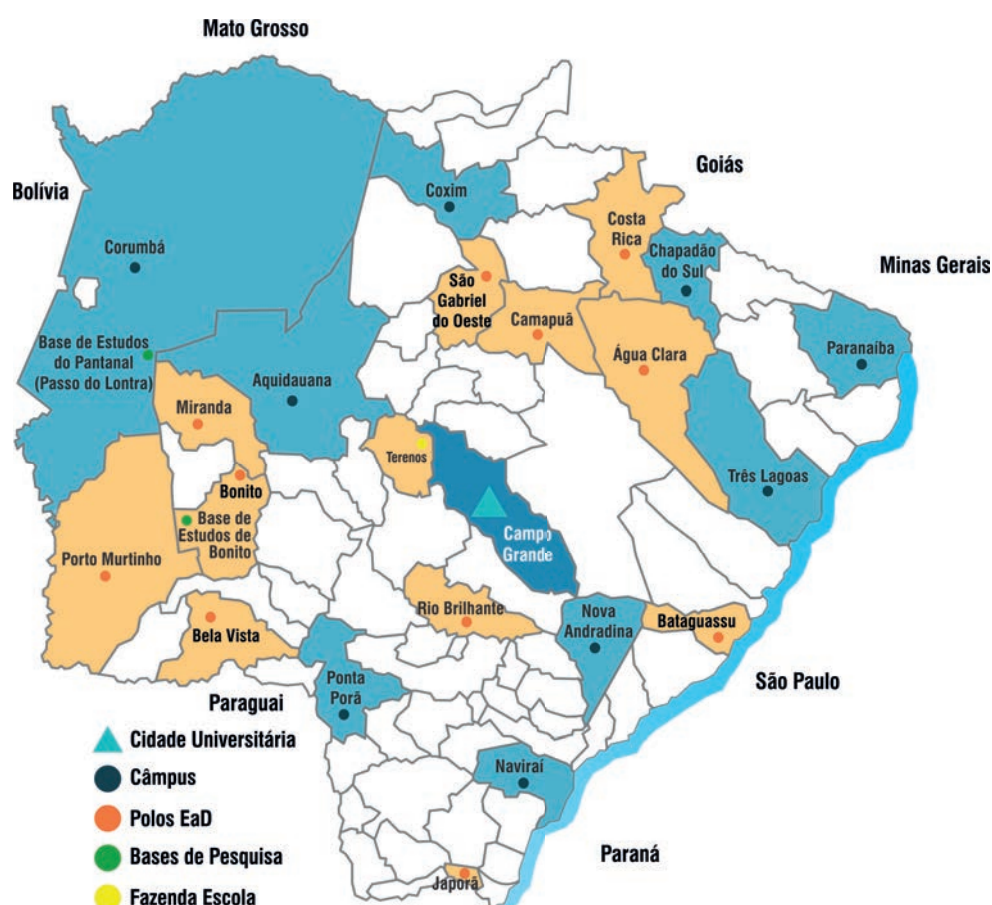 Mato Grosso
Goiás
Bolívia
Coxim
Costa
Rica
Corumbá
Chapadão
do Sul
Minas Gerais
São
Gabriel
do Oeste
Camapuã
Base de Estudos
do Pantanal
(Passo do Lontra)
Água Clara
Paranaíba
Aquidauana
Miranda
Terenos
Três Lagoas
Bonito
Base de
Estudos de
Bonito
Campo
Grande
Porto Murtinho
Rio Brilhante
Nova
Andradina
Bataguassu
Bela Vista
São Paulo
Ponta
Porã
Paraguai
Cidade Universitária
Câmpus
Naviraí
Polos EaD
Bases de Pesquisa
Paraná
Japorã
Fazenda Escola